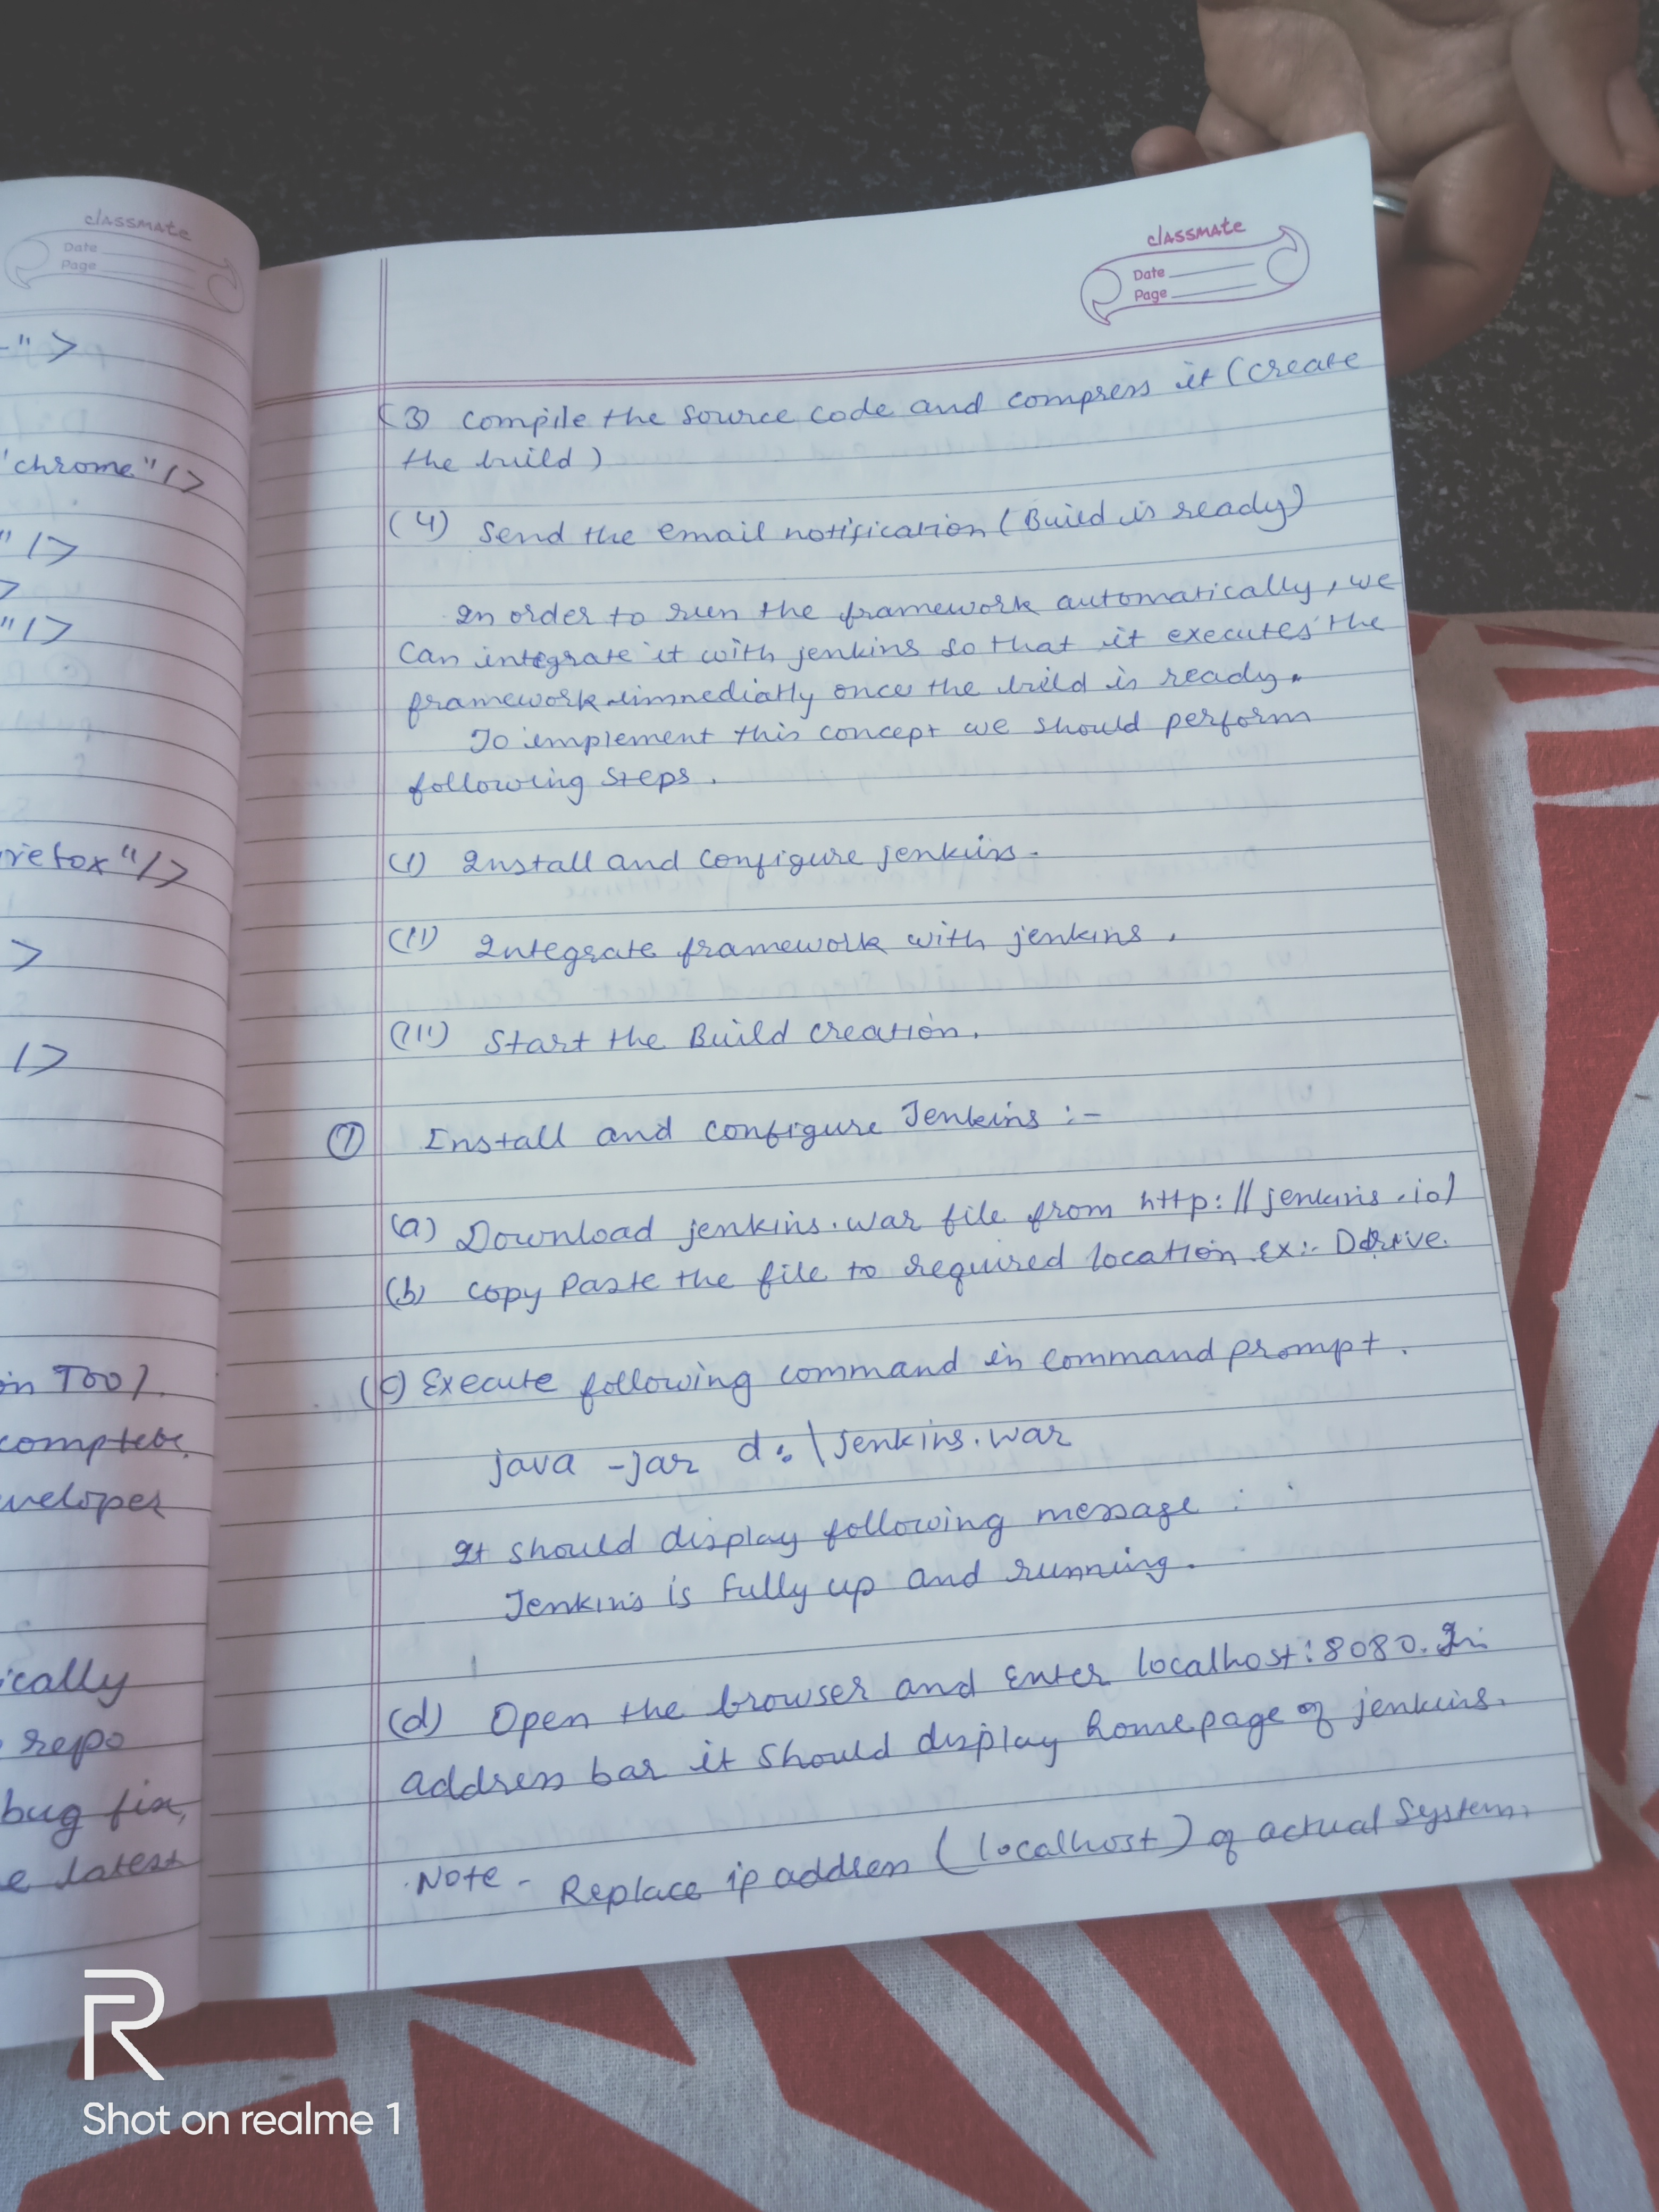 classmate
Date
Page
-">
"chrome"/>
"/>
>
"/>
refox"/>
>
/>
in Tool.
complete
veloper
ically
repo
bug fix,
e latest
classmate
Date
Page
(3) Compile the source code and compress it (create
the build)
(4) Send the email notification (Build is ready)
In order to run the framework automatically, we
Can integrate it with jenkins so that it executes the
framework immediatly once the build is ready.
To implement this concept we should perform
following steps.
(I) Install and configure jenkins.
(II) Integrate framework with jenkins.
(III) Start the Build creation.
① Install and configure Jenkins :-
(a) Download jenkins.war file from http://jenkins.io/
(b) copy paste the file to required location ex:- Ddrive.
(c) Execute following command in command prompt.
java -jar d:\jenkins.war
It should display following message :
Jenkins is fully up and running.
(d) Open the browser and enter localhost:8080. In
address bar it should display homepage of jenkins.
Note - Replace ip address (localhost) of actual system.
R
Shot on realme 1